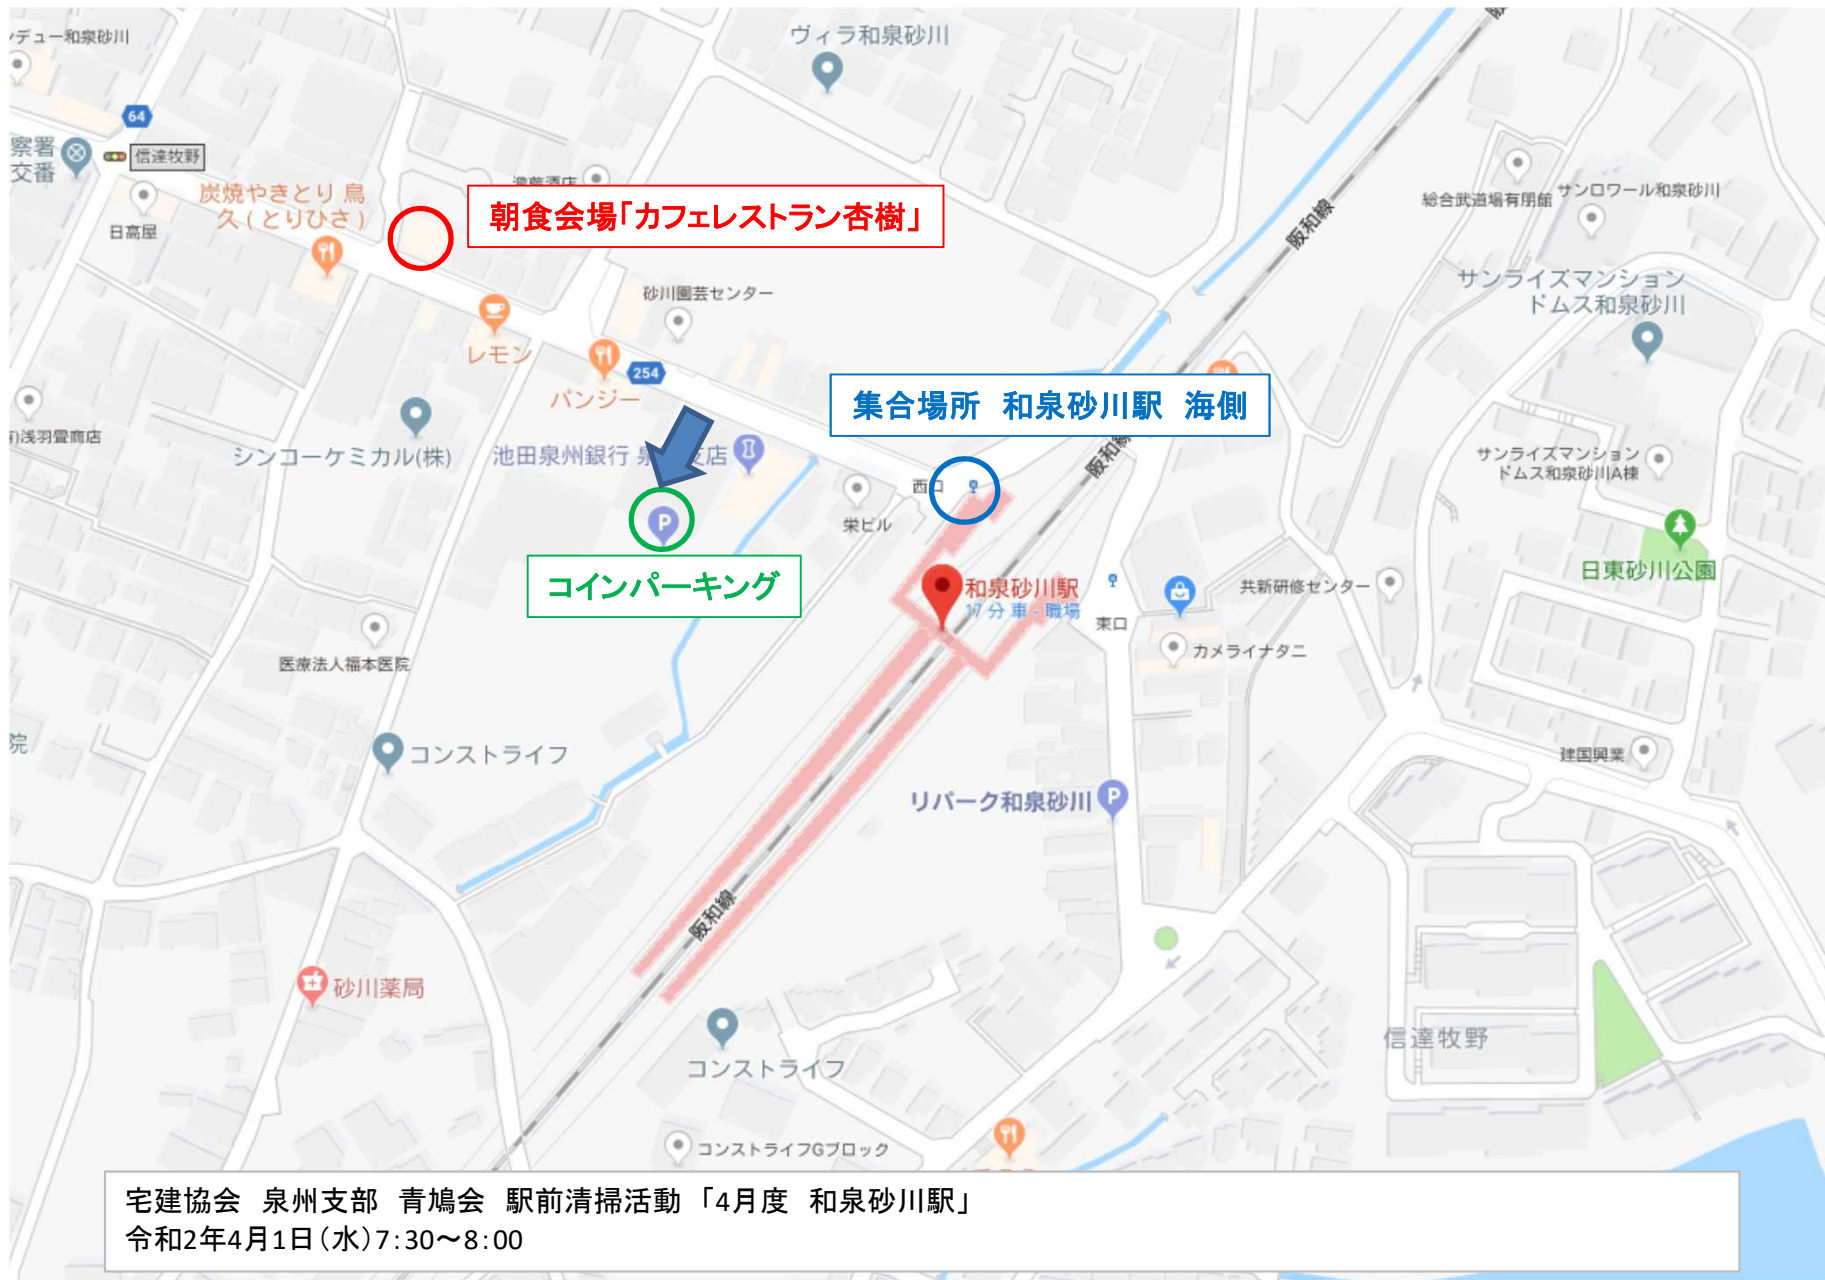 ヴィラ和泉砂川
デュー和泉砂川
64
察署
交番
信達牧野
日高屋
炭焼やきとり 鳥
久(とりひさ)
朝食会場「カフェレストラン杏樹」
阪和線
総合武道場有朋館
サンロワール和泉砂川
サンライズマンション
ドムス和泉砂川
砂川園芸センター
レモン
パンジー
254
集合場所 和泉砂川駅 海側
浅羽畳商店
シンコーケミカル(株)
池田泉州銀行
支店
阪和線
サンライズマンション
ドムス和泉砂川A棟
西口
栄ビル
P
コインパーキング
和泉砂川駅
17分 車 - 職場
東口
共新研修センター
日東砂川公園
カメライナタニ
医療法人福本医院
院
コンストライフ
建国興業
リパーク和泉砂川
P
阪和線
砂川薬局
コンストライフ
信達牧野
コンストライフGブロック
宅建協会 泉州支部 青鳩会 駅前清掃活動 「4月度 和泉砂川駅」
令和2年4月1日(水)7:30～8:00